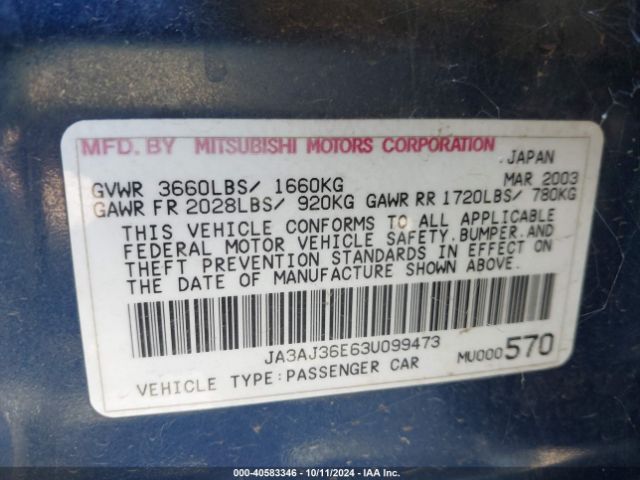 MFD. BY MITSUBISHI MOTORS CORPORATION
JAPAN
GVWR 3660LBS/ 1660KG MAR 2003
GAWR FR 2028LBS/ 920KG GAWR RR 1720LBS/ 780KG
THIS VEHICLE CONFORMS TO ALL APPLICABLE
FEDERAL MOTOR VEHICLE SAFETY,BUMPER,AND
THEFT PREVENTION STANDARDS IN EFFECT ON
THE DATE OF MANUFACTURE SHOWN ABOVE.
JA3AJ36E63U099473
MU000570
VEHICLE TYPE:PASSENGER CAR
000-40583346 - 10/11/2024 - IAA Inc.